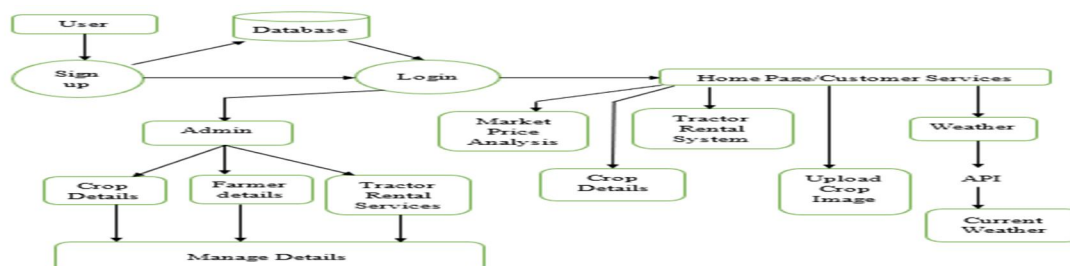 User
Database
Sign
up
Login
Home Page/Customer Services
Admin
Market
Price
Analysis
Tractor
Rental
System
Weather
Crop
Details
Farmer
details
Tractor
Rental
Services
Crop
Details
Upload
Crop
Image
API
Current
Weather
Manage Details